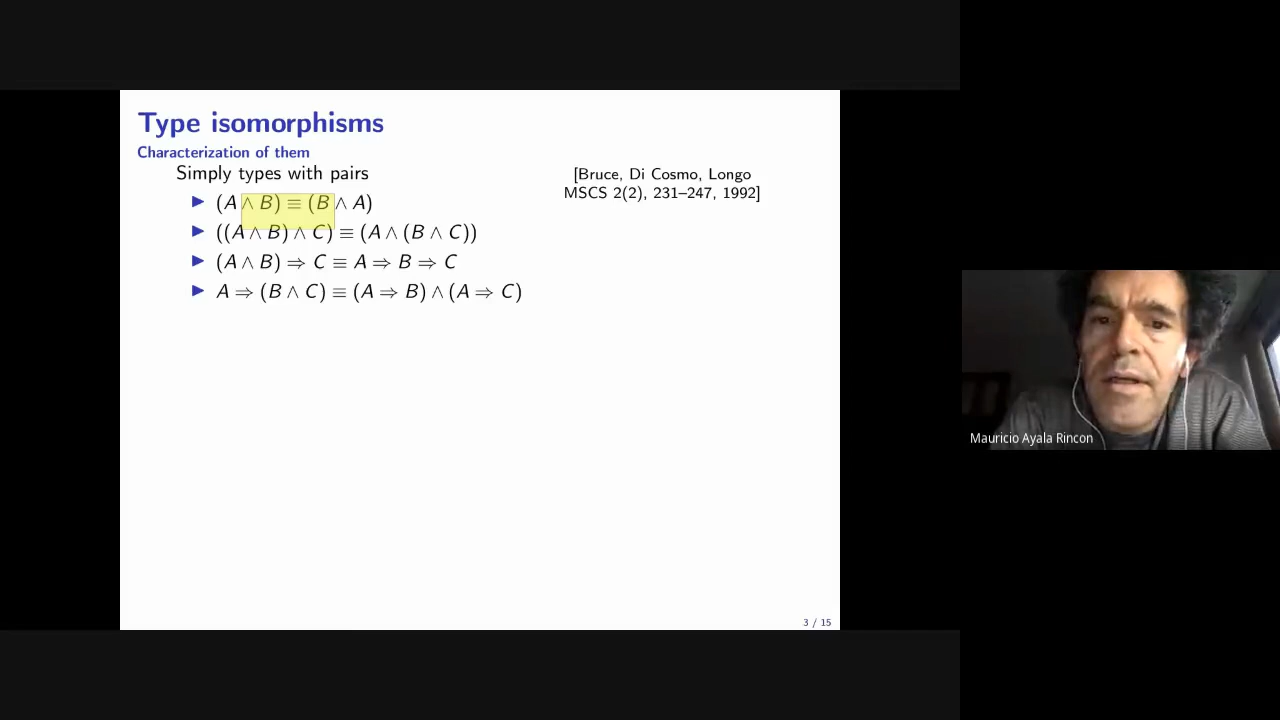 Type isomorphisms
Characterization of them
Simply types with pairs
[Bruce, Di Cosmo, Longo
MSCS 2(2), 231–247, 1992]
▶ (A ∧ B) ≡ (B ∧ A)
▶ ((A ∧ B) ∧ C) ≡ (A ∧ (B ∧ C))
▶ (A ∧ B) ⇒ C ≡ A ⇒ B ⇒ C
▶ A ⇒ (B ∧ C) ≡ (A ⇒ B) ∧ (A ⇒ C)
Mauricio Ayala Rincon
3 / 15